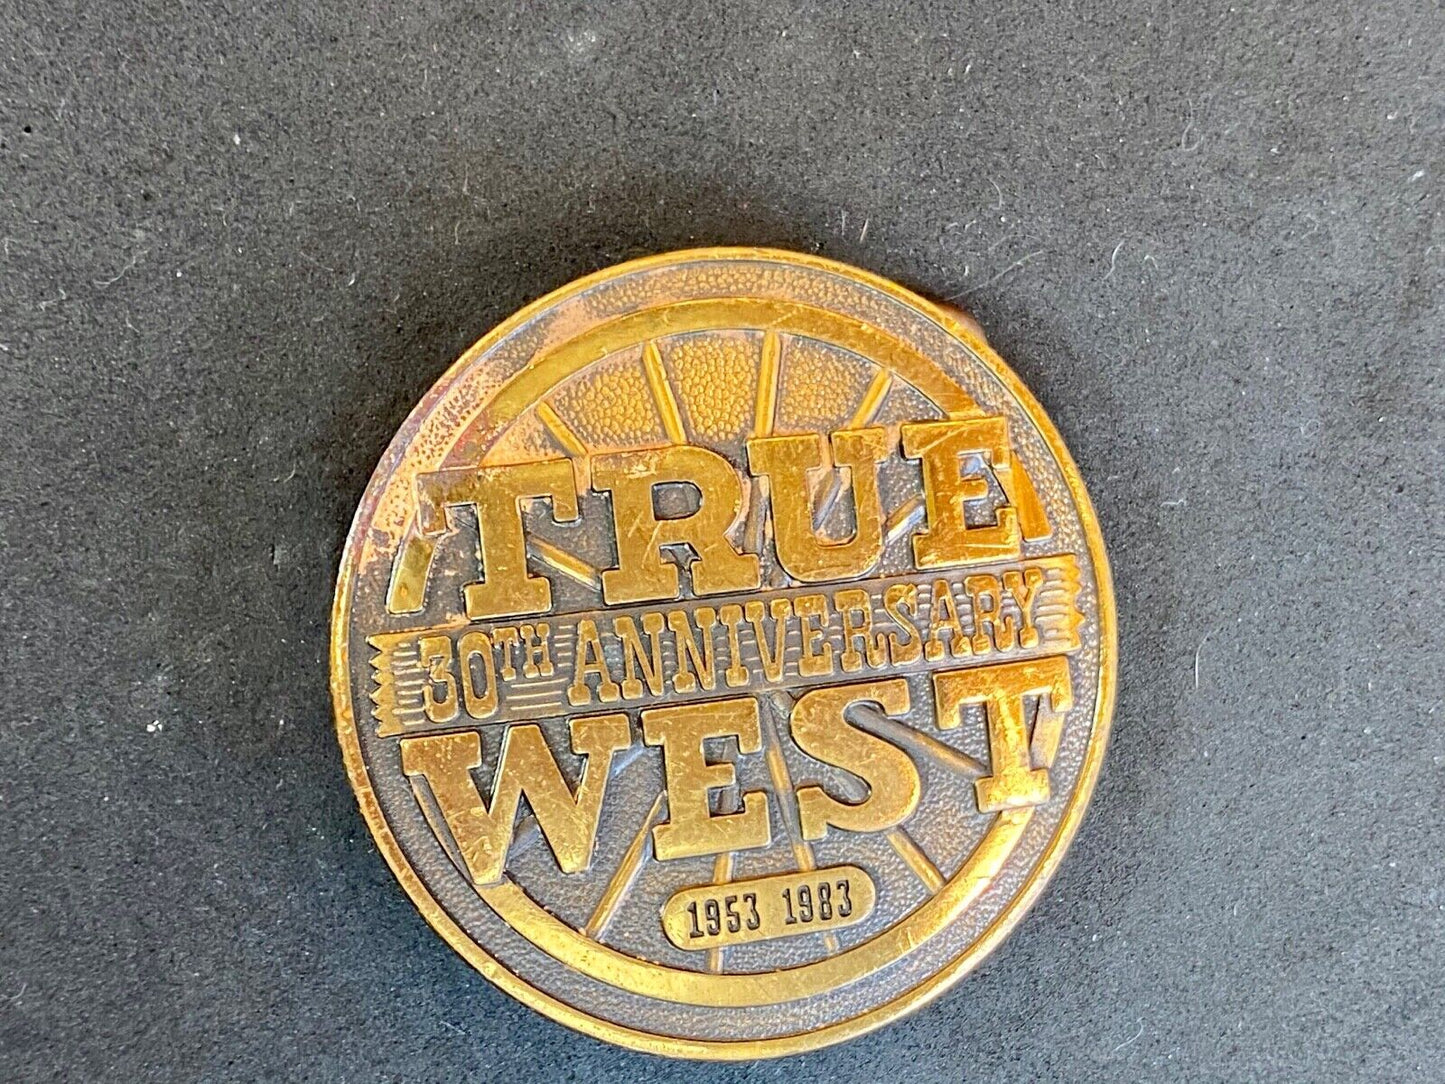 TRUE
30TH ANNIVERSARY
WEST
1953 1983